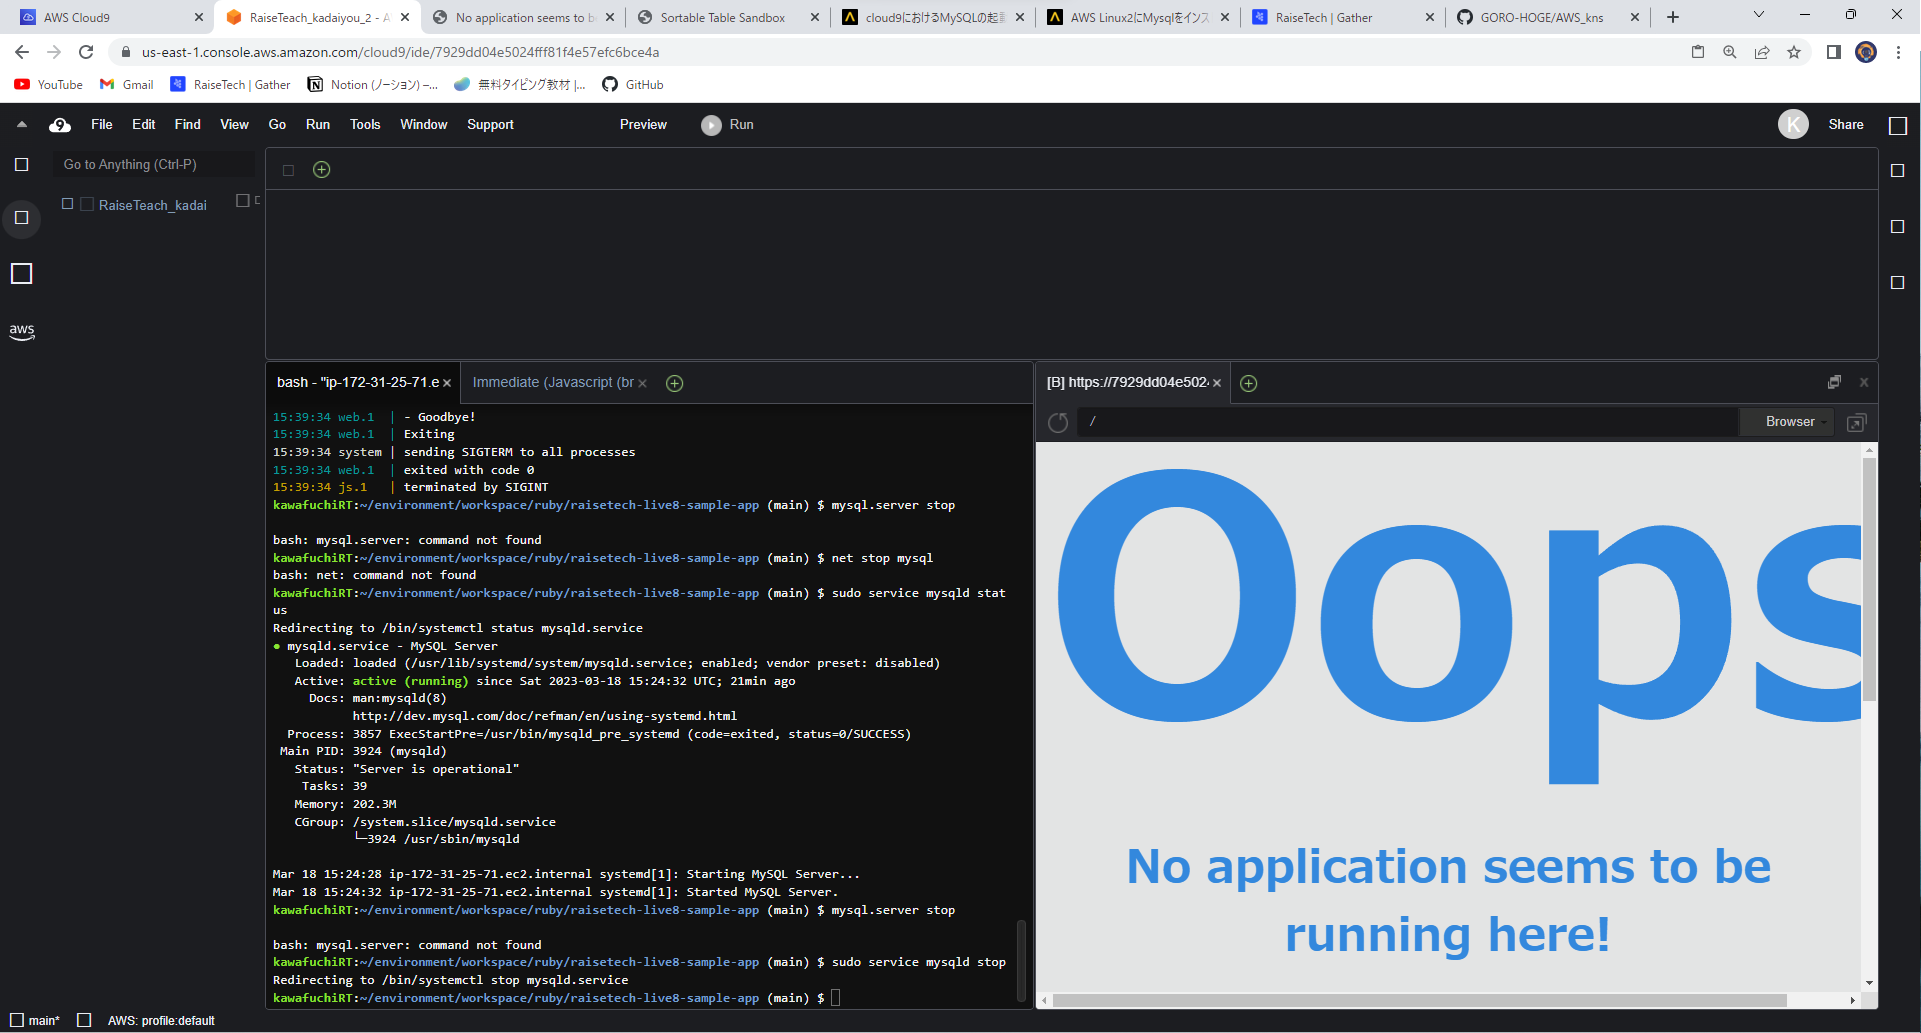 AWS Cloud9
RaiseTeach_kadaiyou_2 - A
No application seems to b
Sortable Table Sandbox
cloud9におけるMySQLの起
AWS Linux2にMysqlをインス
RaiseTech | Gather
GORO-HOGE/AWS_kns
us-east-1.console.aws.amazon.com/cloud9/ide/7929dd04e5024fff81f4e57efc6bce4a
YouTube
Gmail
RaiseTech | Gather
Notion (ノーション) –...
無料タイピング教材 |...
GitHub
9 File Edit Find View Go Run Tools Window Support Preview Run K Share
Go to Anything (Ctrl-P)
RaiseTeach_kadai
aws
bash - "ip-172-31-25-71.e
Immediate (Javascript (br
[B] https://7929dd04e502
/
Browser
15:39:34 web.1  | - Goodbye!
15:39:34 web.1  | Exiting
15:39:34 system | sending SIGTERM to all processes
15:39:34 web.1  | exited with code 0
15:39:34 js.1   | terminated by SIGINT
kawafuchiRT:~/environment/workspace/ruby/raisetech-live8-sample-app (main) $ mysql.server stop
bash: mysql.server: command not found
kawafuchiRT:~/environment/workspace/ruby/raisetech-live8-sample-app (main) $ net stop mysql
bash: net: command not found
kawafuchiRT:~/environment/workspace/ruby/raisetech-live8-sample-app (main) $ sudo service mysqld stat
us
Redirecting to /bin/systemctl status mysqld.service
● mysqld.service - MySQL Server
Loaded: loaded (/usr/lib/systemd/system/mysqld.service; enabled; vendor preset: disabled)
Active: active (running) since Sat 2023-03-18 15:24:32 UTC; 21min ago
Docs: man:mysqld(8)
http://dev.mysql.com/doc/refman/en/using-systemd.html
Process: 3857 ExecStartPre=/usr/bin/mysqld_pre_systemd (code=exited, status=0/SUCCESS)
Main PID: 3924 (mysqld)
Status: "Server is operational"
Tasks: 39
Memory: 202.3M
CGroup: /system.slice/mysqld.service
└─3924 /usr/sbin/mysqld
Mar 18 15:24:28 ip-172-31-25-71.ec2.internal systemd[1]: Starting MySQL Server...
Mar 18 15:24:32 ip-172-31-25-71.ec2.internal systemd[1]: Started MySQL Server.
kawafuchiRT:~/environment/workspace/ruby/raisetech-live8-sample-app (main) $ mysql.server stop
bash: mysql.server: command not found
kawafuchiRT:~/environment/workspace/ruby/raisetech-live8-sample-app (main) $ sudo service mysqld stop
Redirecting to /bin/systemctl stop mysqld.service
kawafuchiRT:~/environment/workspace/ruby/raisetech-live8-sample-app (main) $
Oops
No application seems to be
running here!
main*
AWS: profile:default